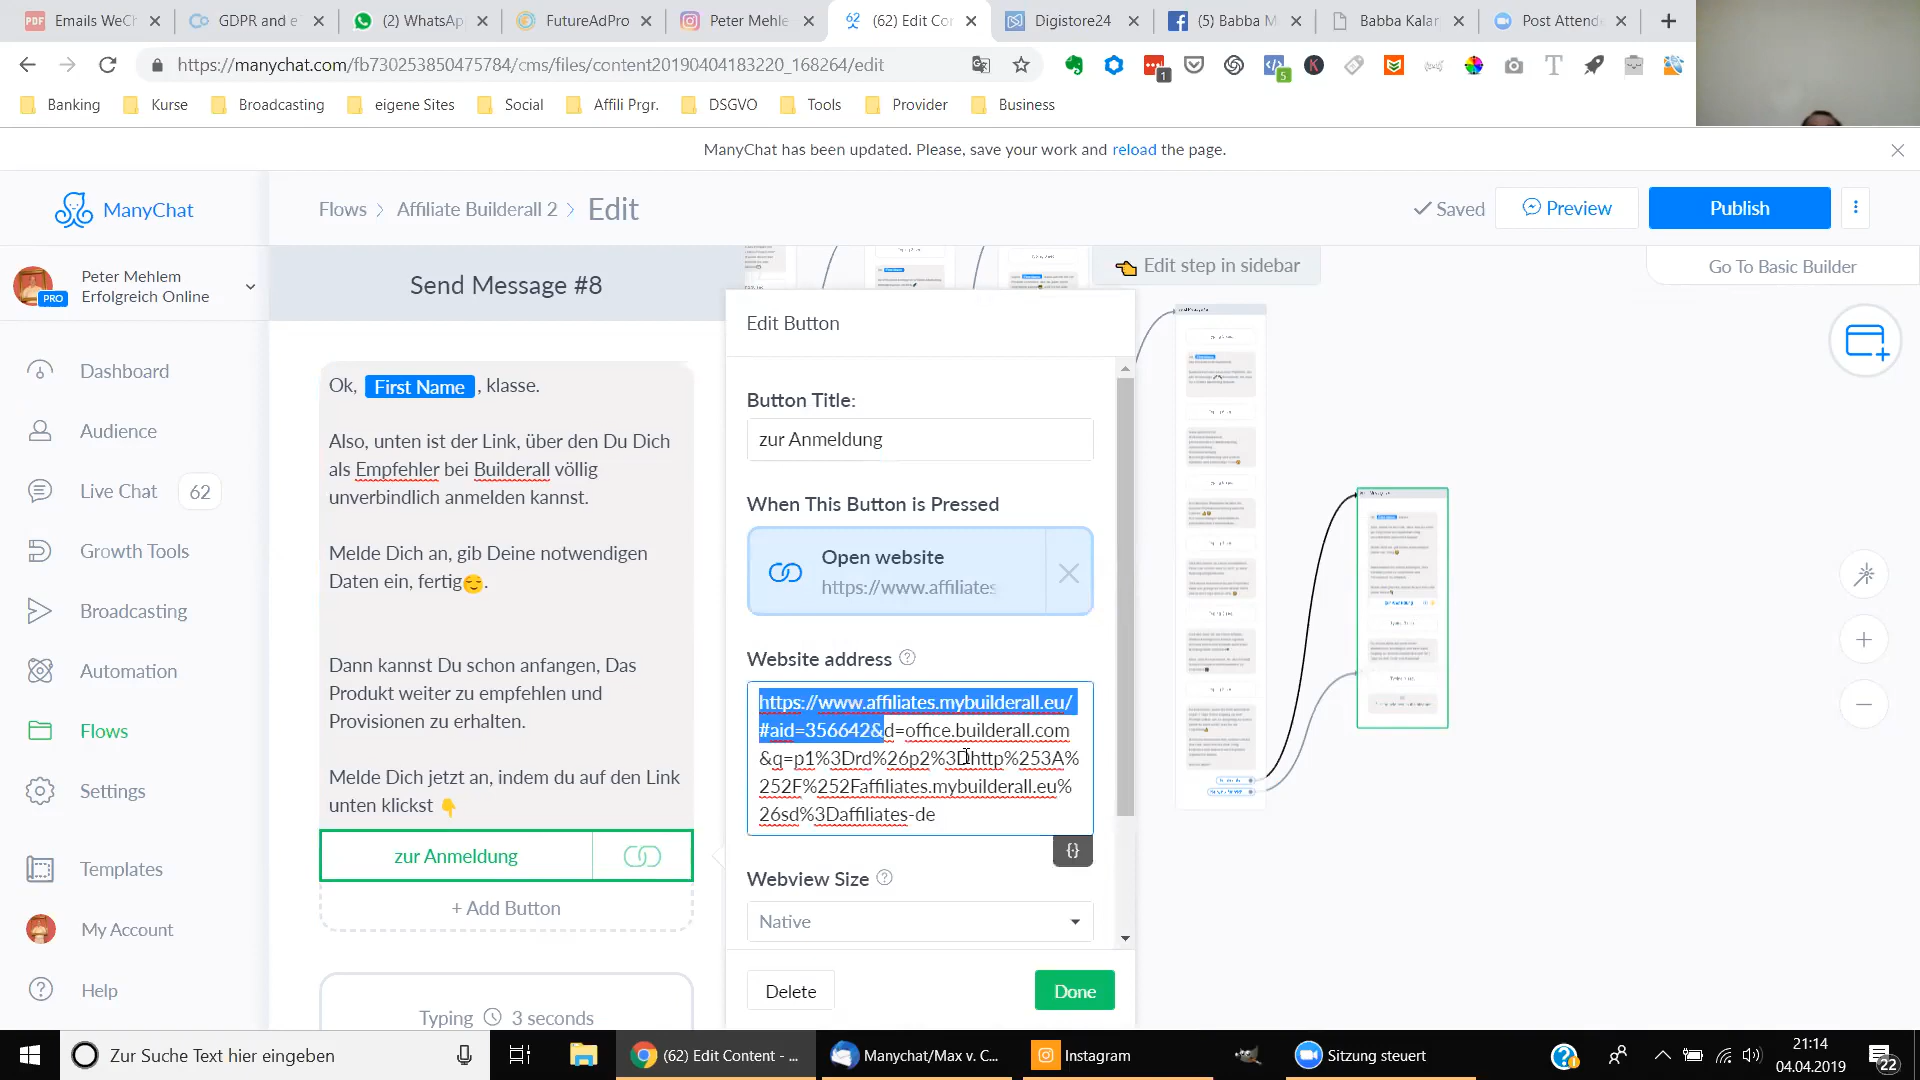 Emails WeCh
GDPR and e
(2) WhatsAp
FutureAdPro
Peter Mehle
(62) Edit Con
Digistore24
(5) Babba M
Babba Kalar
Post Attende
https://manychat.com/fb730253850475784/cms/files/content20190404183220_168264/edit
1
5
Banking
Kurse
Broadcasting
eigene Sites
Social
Affili Prgr.
DSGVO
Tools
Provider
Business
ManyChat has been updated. Please, save your work and reload the page.
ManyChat
Flows > Affiliate Builderall 2 > Edit
Saved
Preview
Publish
Peter Mehlem
Erfolgreich Online
PRO
Dashboard
Audience
Live Chat 62
Growth Tools
Broadcasting
Automation
Flows
Settings
Templates
My Account
Help
Send Message #8
Ok, First Name , klasse.
Also, unten ist der Link, über den Du Dich
als Empfehler bei Builderall völlig
unverbindlich anmelden kannst.
Melde Dich an, gib Deine notwendigen
Daten ein, fertig😌.
Dann kannst Du schon anfangen, Das
Produkt weiter zu empfehlen und
Provisionen zu erhalten.
Melde Dich jetzt an, indem du auf den Link
unten klickst 👇
zur Anmeldung
+ Add Button
Typing 3 seconds
Edit Button
Button Title:
zur Anmeldung
When This Button is Pressed
Open website
https://www.affiliates
Website address
https://www.affiliates.mybuilderall.eu/
#aid=356642&d=office.builderall.com
&q=p1%3Drd%26p2%3Dhttp%253A%
252F%252Faffiliates.mybuilderall.eu%
26sd%3Daffiliates-de
{·}
Webview Size
Native
Delete
Done
👈 Edit step in sidebar
Go To Basic Builder
Zur Suche Text hier eingeben
(62) Edit Content - ...
Manychat/Max v. C...
Instagram
Sitzung steuert
21:14
04.04.2019
22